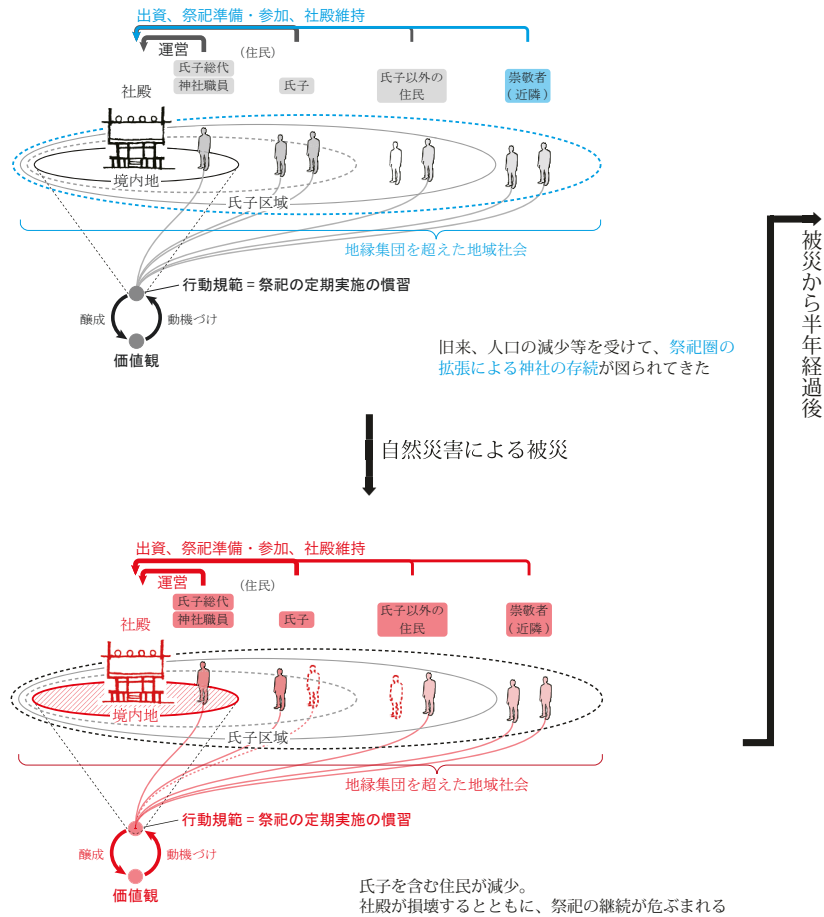 出資、祭祀準備・参加、社殿維持
運営
（住民）
氏子総代
神社職員
氏子
氏子以外の
住民
崇敬者
（近隣）
社殿
境内地
氏子区域
地縁集団を超えた地域社会
行動規範＝祭祀の定期実施の慣習
醸成
動機づけ
価値観
旧来、人口の減少等を受けて、祭祀圏の
拡張による神社の存続が図られてきた
被災から半年経過後
自然災害による被災
出資、祭祀準備・参加、社殿維持
運営
（住民）
氏子総代
神社職員
氏子
氏子以外の
住民
崇敬者
（近隣）
社殿
境内地
氏子区域
地縁集団を超えた地域社会
行動規範＝祭祀の定期実施の慣習
醸成
動機づけ
価値観
氏子を含む住民が減少。
社殿が損壊するとともに、祭祀の継続が危ぶまれる